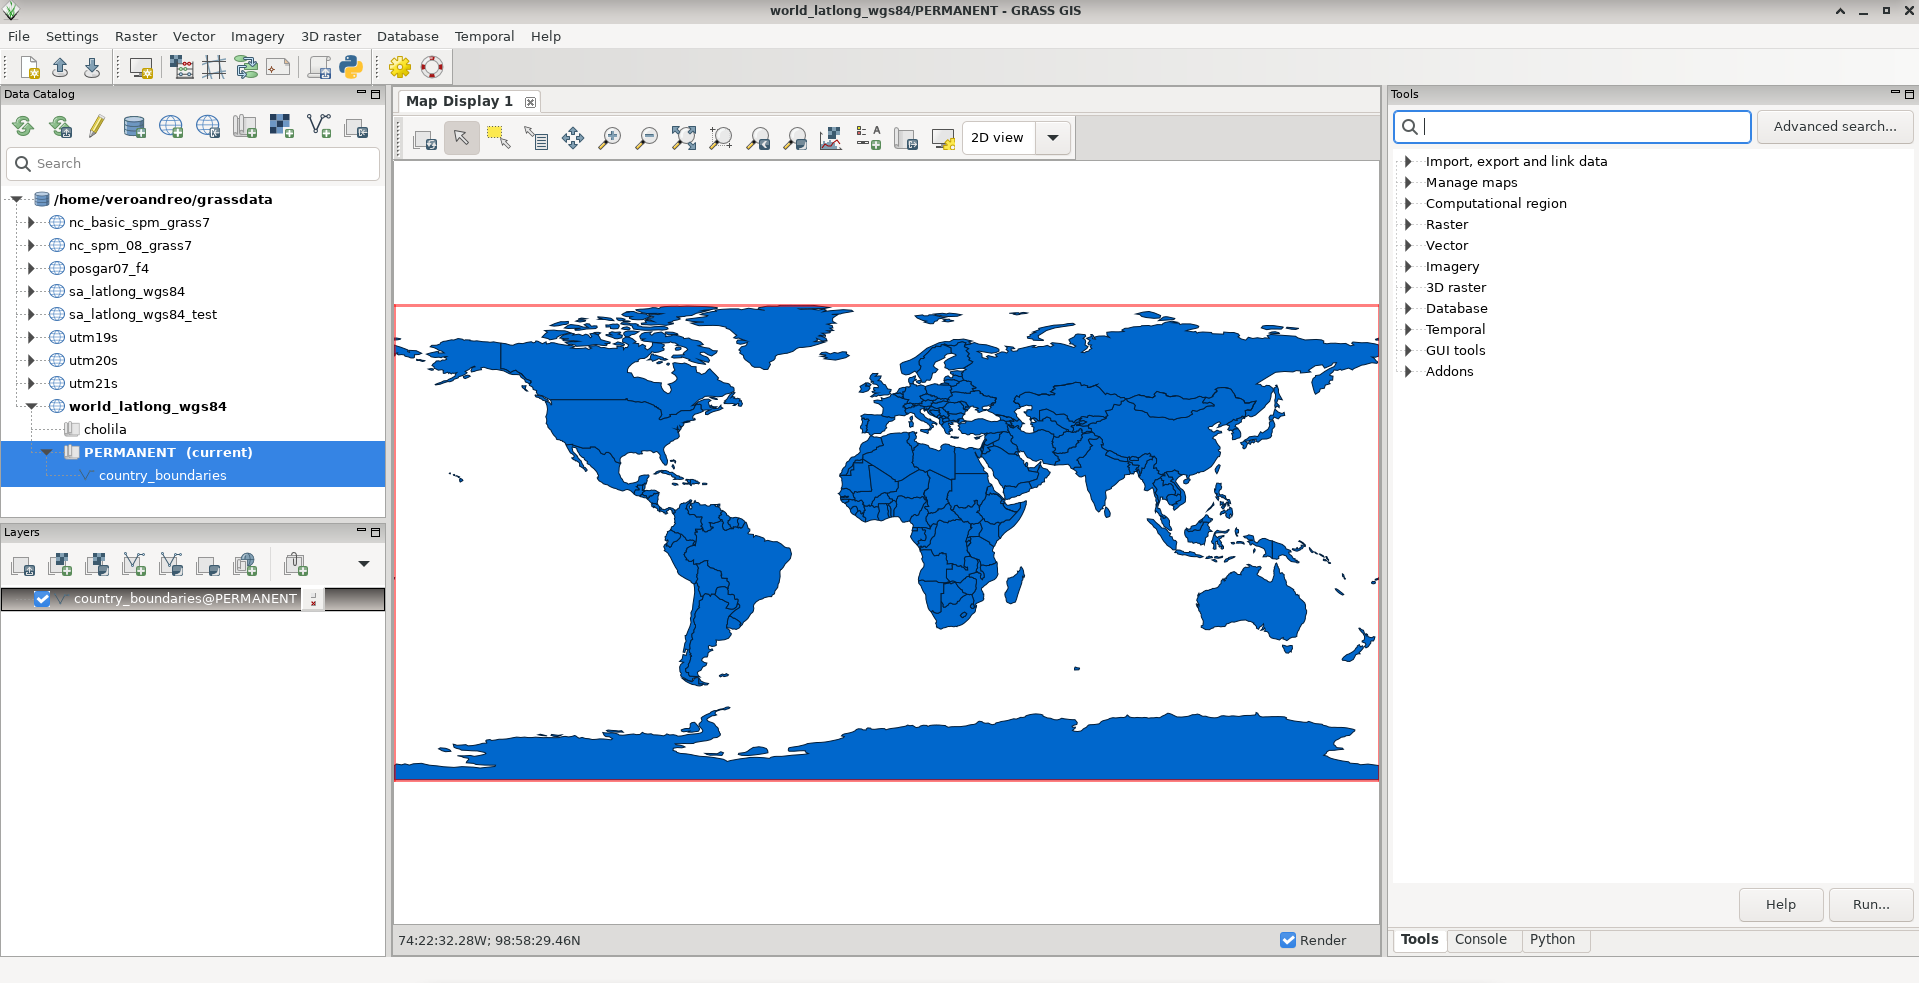 world_latlong_wgs84/PERMANENT - GRASS GIS
File Settings Raster Vector Imagery 3D raster Database Temporal Help
Data Catalog
Search
/home/veroandreo/grassdata
nc_basic_spm_grass7
nc_spm_08_grass7
posgar07_f4
sa_latlong_wgs84
sa_latlong_wgs84_test
utm19s
utm20s
utm21s
world_latlong_wgs84
cholila
PERMANENT (current)
country_boundaries
Layers
country_boundaries@PERMANENT
Map Display 1
2D view
74:22:32.28W; 98:58:29.46N
Render
Tools
Advanced search...
Import, export and link data
Manage maps
Computational region
Raster
Vector
Imagery
3D raster
Database
Temporal
GUI tools
Addons
Help Run...
Tools Console Python